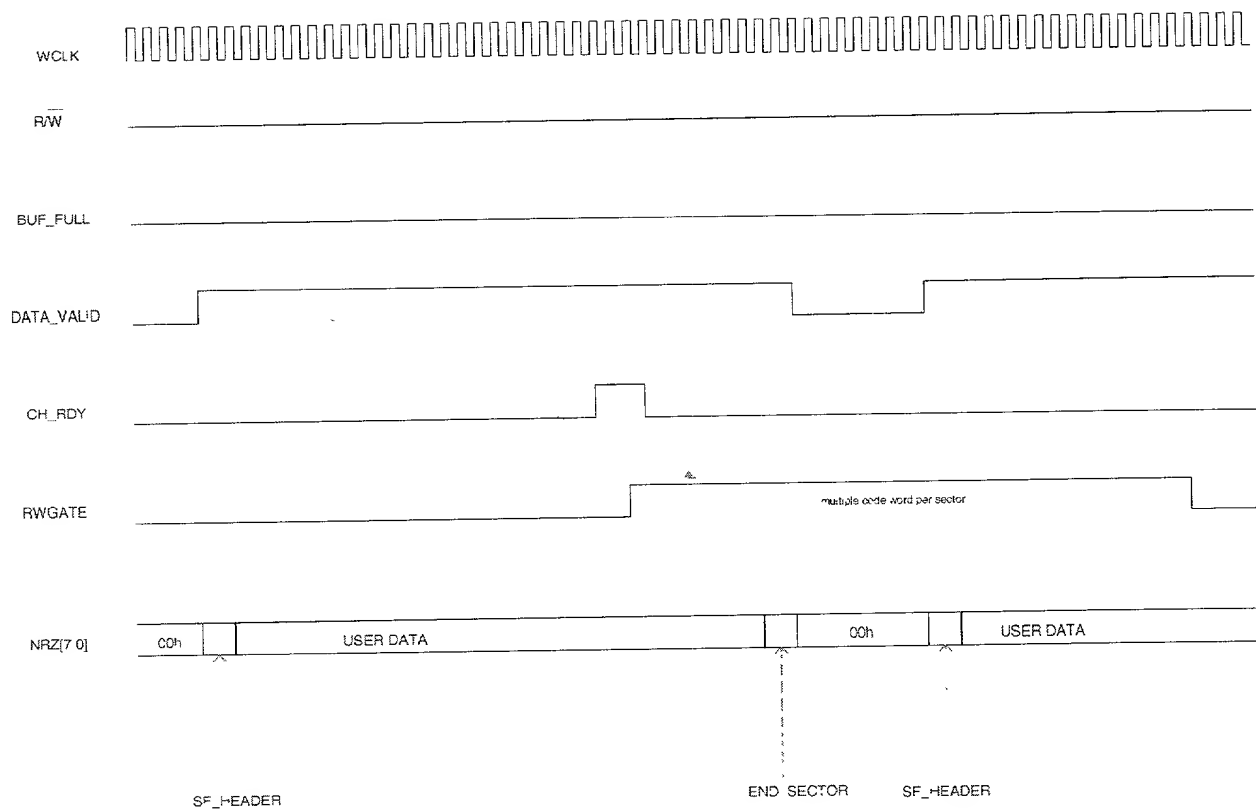 WCLK
R/W
BUF_FULL
DATA_VALID
CH_RDY
RWGATE
multiple code word per sector
NRZ[7 0]
00h
USER DATA
00h
USER DATA
SF_HEADER
END SECTOR
SF_HEADER